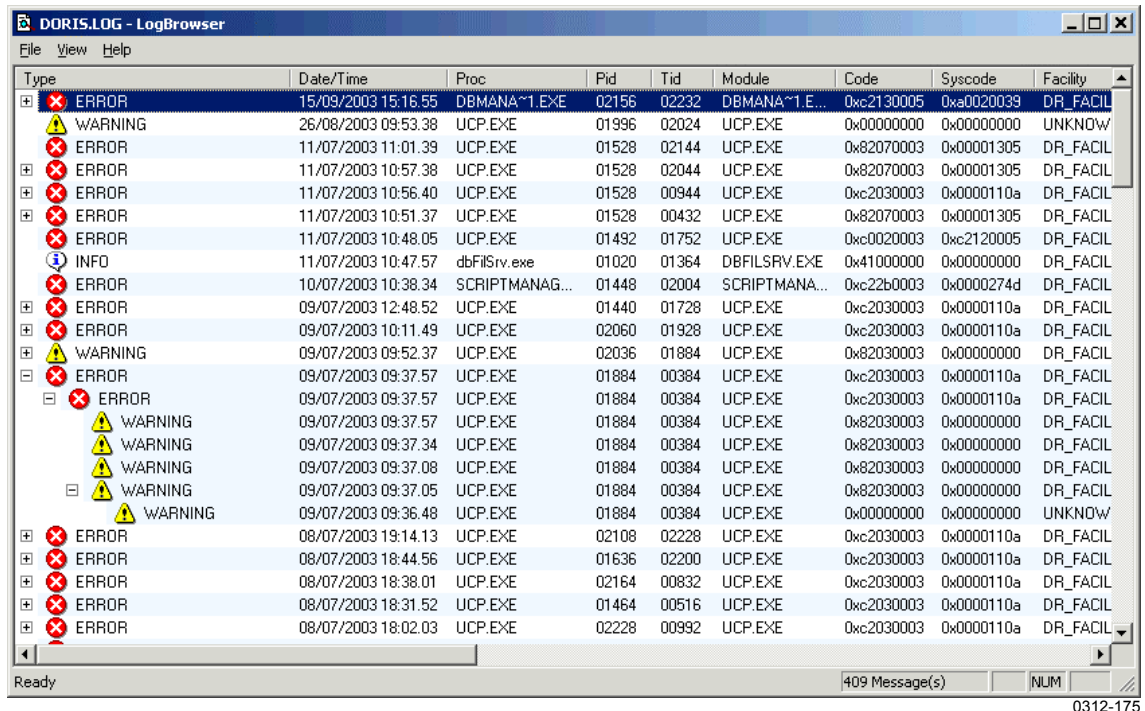 DORIS.LOG - LogBrowser
File View Help
Type Date/Time Proc Pid Tid Module Code Syscode Facility
ERROR 15/09/2003 15:16.55 DBMANA~1.EXE 02156 02232 DBMANA~1.E... 0xc2130005 0xa0020039 DR_FACIL
WARNING 26/08/2003 09:53.38 UCP.EXE 01996 02024 UCP.EXE 0x00000000 0x00000000 UNKNOW
ERROR 11/07/2003 11:01.39 UCP.EXE 01528 02144 UCP.EXE 0x82070003 0x00001305 DR_FACIL
ERROR 11/07/2003 10:57.38 UCP.EXE 01528 02044 UCP.EXE 0x82070003 0x00001305 DR_FACIL
ERROR 11/07/2003 10:56.40 UCP.EXE 01528 00944 UCP.EXE 0xc2030003 0x0000110a DR_FACIL
ERROR 11/07/2003 10:51.37 UCP.EXE 01528 00432 UCP.EXE 0x82070003 0x00001305 DR_FACIL
ERROR 11/07/2003 10:48.05 UCP.EXE 01492 01752 UCP.EXE 0xc0020003 0xc2120005 DR_FACIL
INFO 11/07/2003 10:47.57 dbFilSrv.exe 01020 01364 DBFILSRV.EXE 0x41000000 0x00000000 DR_FACIL
ERROR 10/07/2003 10:38.34 SCRIPTMANAG... 01448 02004 SCRIPTMANA... 0xc22b0003 0x0000274d DR_FACIL
ERROR 09/07/2003 12:48.52 UCP.EXE 01440 01728 UCP.EXE 0xc2030003 0x0000110a DR_FACIL
ERROR 09/07/2003 10:11.49 UCP.EXE 02060 01928 UCP.EXE 0xc2030003 0x0000110a DR_FACIL
WARNING 09/07/2003 09:52.37 UCP.EXE 02036 01884 UCP.EXE 0x82030003 0x00000000 DR_FACIL
ERROR 09/07/2003 09:37.57 UCP.EXE 01884 00384 UCP.EXE 0xc2030003 0x0000110a DR_FACIL
ERROR 09/07/2003 09:37.57 UCP.EXE 01884 00384 UCP.EXE 0xc2030003 0x0000110a DR_FACIL
WARNING 09/07/2003 09:37.57 UCP.EXE 01884 00384 UCP.EXE 0x82030003 0x00000000 DR_FACIL
WARNING 09/07/2003 09:37.34 UCP.EXE 01884 00384 UCP.EXE 0x82030003 0x00000000 DR_FACIL
WARNING 09/07/2003 09:37.08 UCP.EXE 01884 00384 UCP.EXE 0x82030003 0x00000000 DR_FACIL
WARNING 09/07/2003 09:37.05 UCP.EXE 01884 00384 UCP.EXE 0x82030003 0x00000000 DR_FACIL
WARNING 09/07/2003 09:36.48 UCP.EXE 01884 00384 UCP.EXE 0x00000000 0x00000000 UNKNOW
ERROR 08/07/2003 19:14.13 UCP.EXE 02108 02228 UCP.EXE 0xc2030003 0x0000110a DR_FACIL
ERROR 08/07/2003 18:44.56 UCP.EXE 01636 02200 UCP.EXE 0xc2030003 0x0000110a DR_FACIL
ERROR 08/07/2003 18:38.01 UCP.EXE 02164 00832 UCP.EXE 0xc2030003 0x0000110a DR_FACIL
ERROR 08/07/2003 18:31.52 UCP.EXE 01464 00516 UCP.EXE 0xc2030003 0x0000110a DR_FACIL
ERROR 08/07/2003 18:02.03 UCP.EXE 02228 00992 UCP.EXE 0xc2030003 0x0000110a DR_FACIL
Ready 409 Message(s) NUM
0312-175